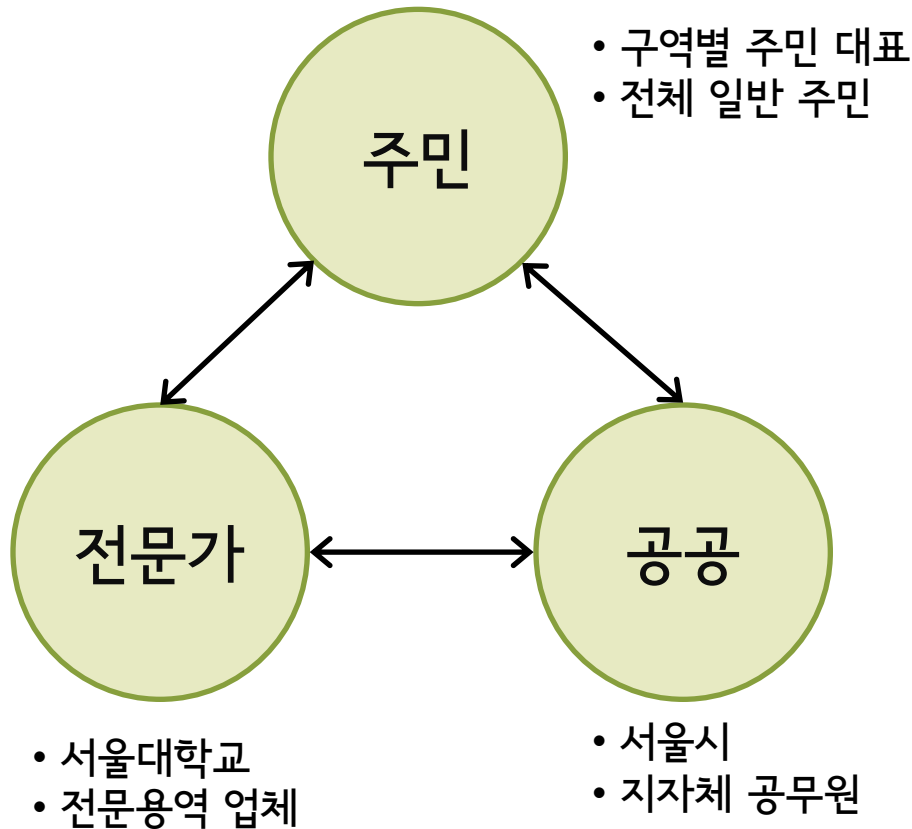 • 구역별 주민 대표
• 전체 일반 주민
주민
전문가
공공
• 서울대학교
• 전문용역 업체
• 서울시
• 지자체 공무원